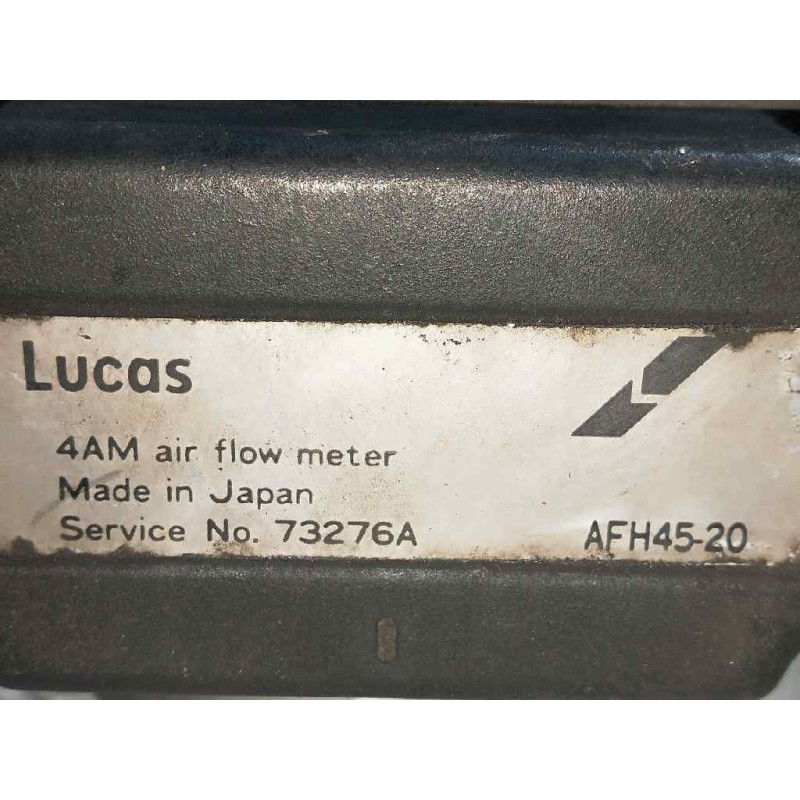 Lucas
4AM air flow meter
Made in Japan
Service No. 73276A
AFH45-20